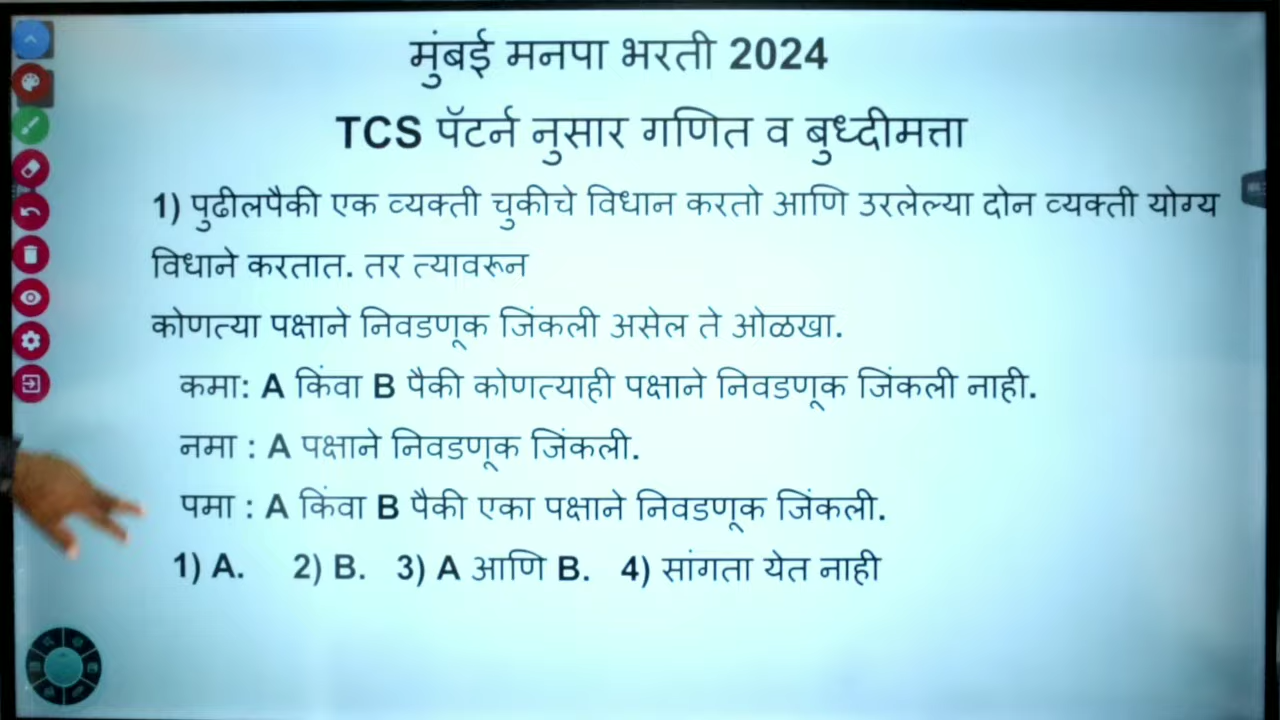 मुंबई मनपा भरती 2024
TCS पॅटर्न नुसार गणित व बुध्दीमत्ता
1) पुढीलपैकी एक व्यक्ती चुकीचे विधान करतो आणि उरलेल्या दोन व्यक्ती योग्य
विधाने करतात. तर त्यावरून
कोणत्या पक्षाने निवडणूक जिंकली असेल ते ओळखा.
कमा: A किंवा B पैकी कोणत्याही पक्षाने निवडणूक जिंकली नाही.
नमा : A पक्षाने निवडणूक जिंकली.
पमा : A किंवा B पैकी एका पक्षाने निवडणूक जिंकली.
1) A. 2) B. 3) A आणि B. 4) सांगता येत नाही